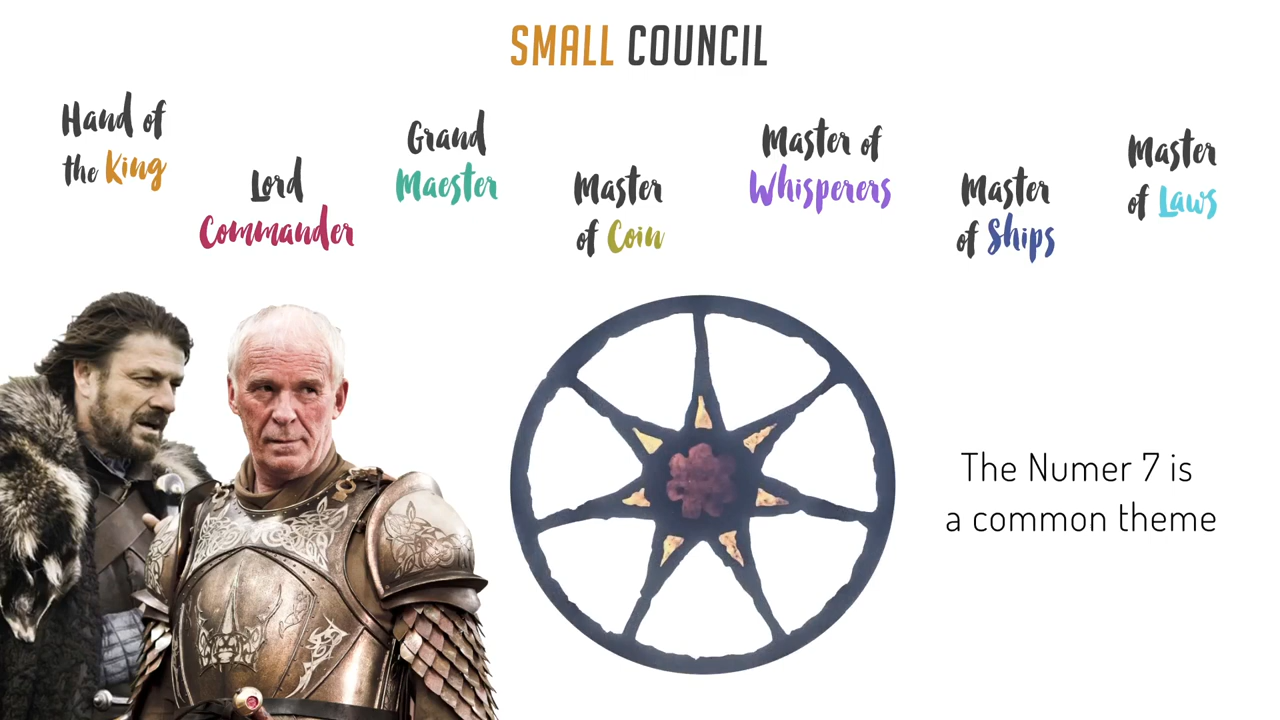 SMALL COUNCIL
Hand of
the King
Lord
Commander
Grand
Maester
Master
of Coin
Master of
Whisperers
Master
of Ships
Master
of Laws
The Numer 7 is
a common theme